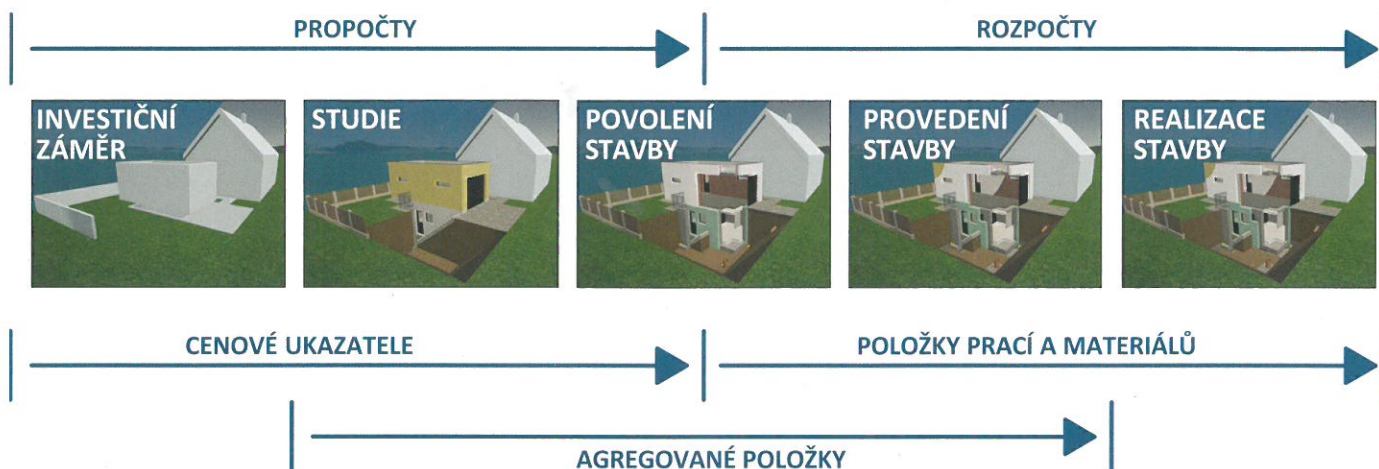 PROPOČTY
ROZPOČTY
INVESTIČNÍ
ZÁMĚR
STUDIE
POVOLENÍ
STAVBY
PROVEDENÍ
STAVBY
REALIZACE
STAVBY
CENOVÉ UKAZATELE
POLOŽKY PRACÍ A MATERIÁLŮ
AGREGOVANÉ POLOŽKY